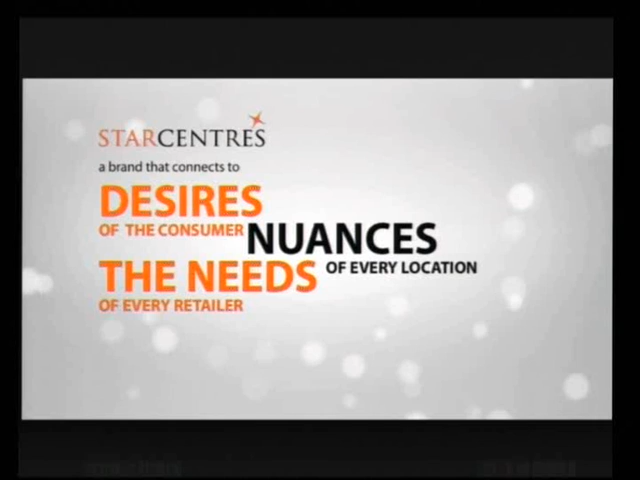 STARCENTRES
a brand that connects to
DESIRES
OF THE CONSUMER
NUANCES
OF EVERY LOCATION
THE NEEDS
OF EVERY RETAILER